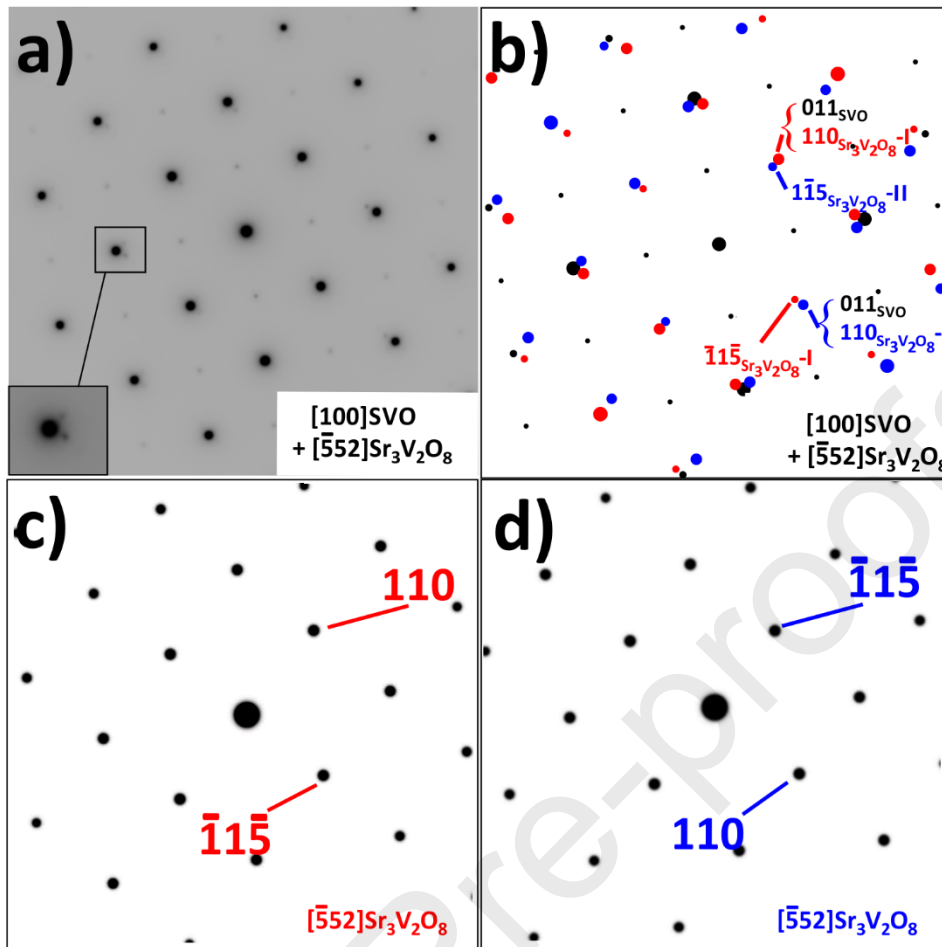 a)
[100]SVO
+ [5̅52]Sr₃V₂O₈
b)
011SVO
110Sr₃V₂O₈-I
11̅5Sr₃V₂O₈-II
011SVO
110Sr₃V₂O₈-
1̅15̅Sr₃V₂O₈-I
[100]SVO
+ [5̅52]Sr₃V₂O₈
c)
110
1̅15̅
[5̅52]Sr₃V₂O₈
d)
1̅15̅
110
[5̅52]Sr₃V₂O₈
Pre-proofs